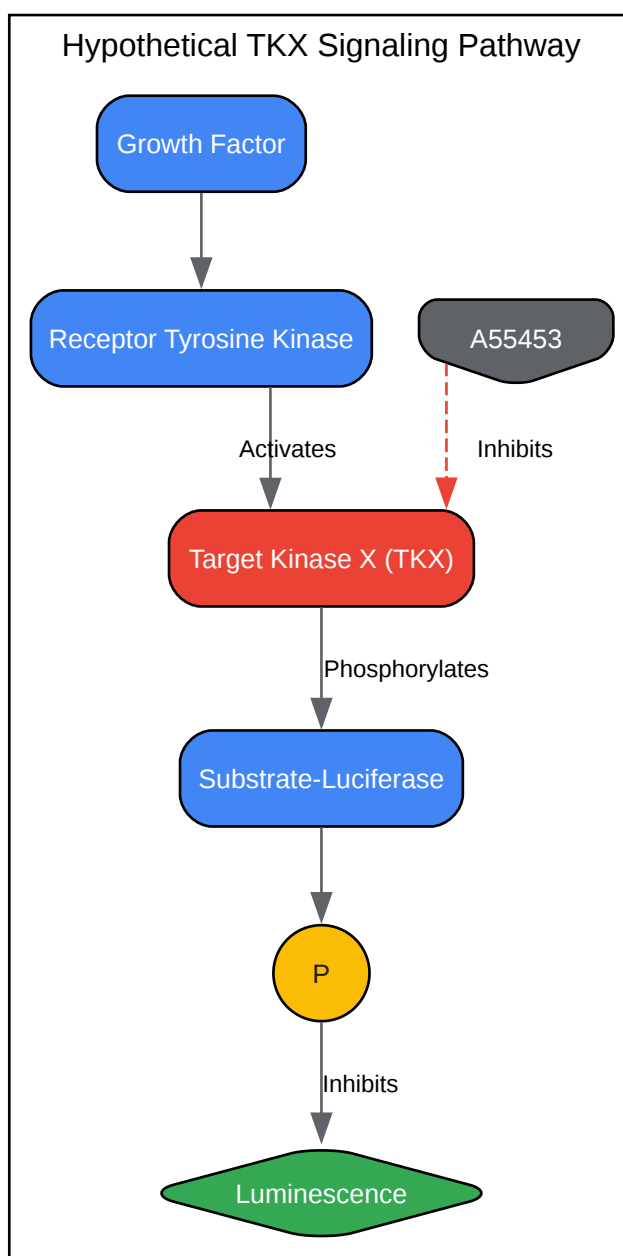 Hypothetical TKX Signaling Pathway
Growth Factor
Receptor Tyrosine Kinase
A55453
Activates
Inhibits
Target Kinase X (TKX)
Phosphorylates
Substrate-Luciferase
P
Inhibits
Luminescence